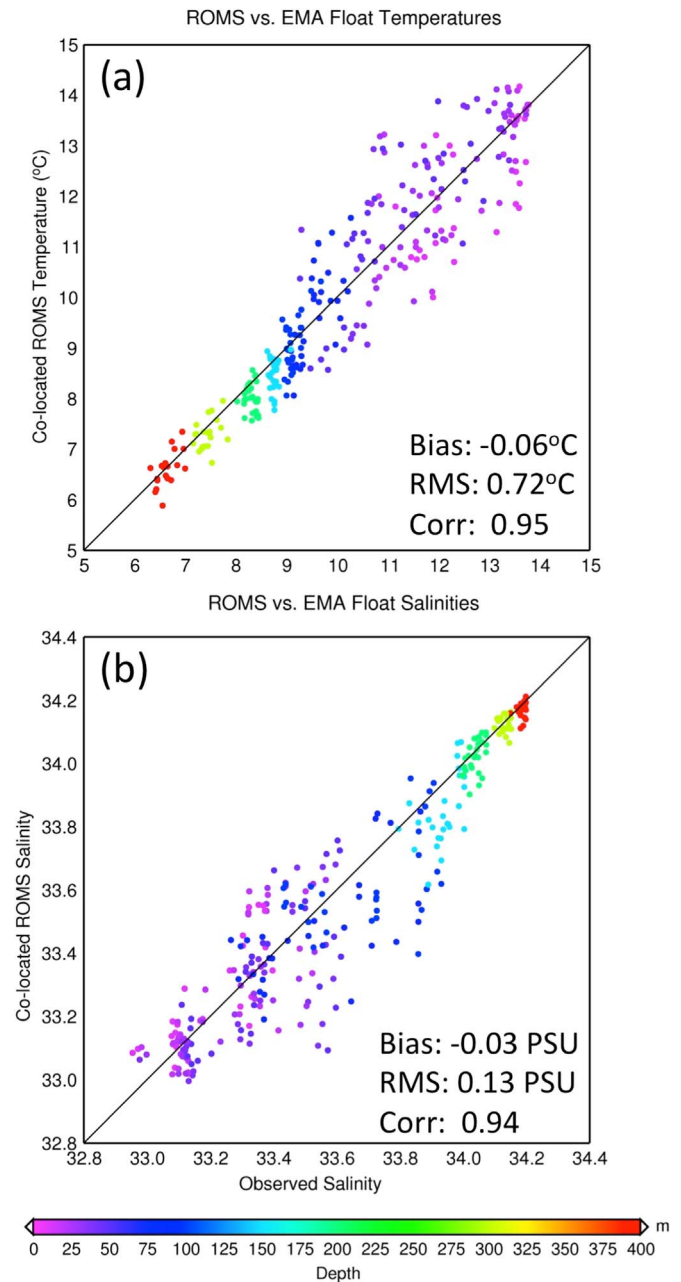 ROMS vs. EMA Float Temperatures
(a)
Co-located ROMS Temperature (ºC)
15
14
13
12
11
10
9
8
7
6
5
Bias: -0.06ºC
RMS: 0.72ºC
Corr: 0.95
5 6 7 8 9 10 11 12 13 14 15
ROMS vs. EMA Float Salinities
(b)
Co-located ROMS Salinity
34.4
34.2
34.0
33.8
33.6
33.4
33.2
33.0
32.8
Bias: -0.03 PSU
RMS: 0.13 PSU
Corr: 0.94
32.8 33.0 33.2 33.4 33.6 33.8 34.0 34.2 34.4
Observed Salinity
m
0 25 50 75 100 125 150 175 200 225 250 275 300 325 350 375 400
Depth